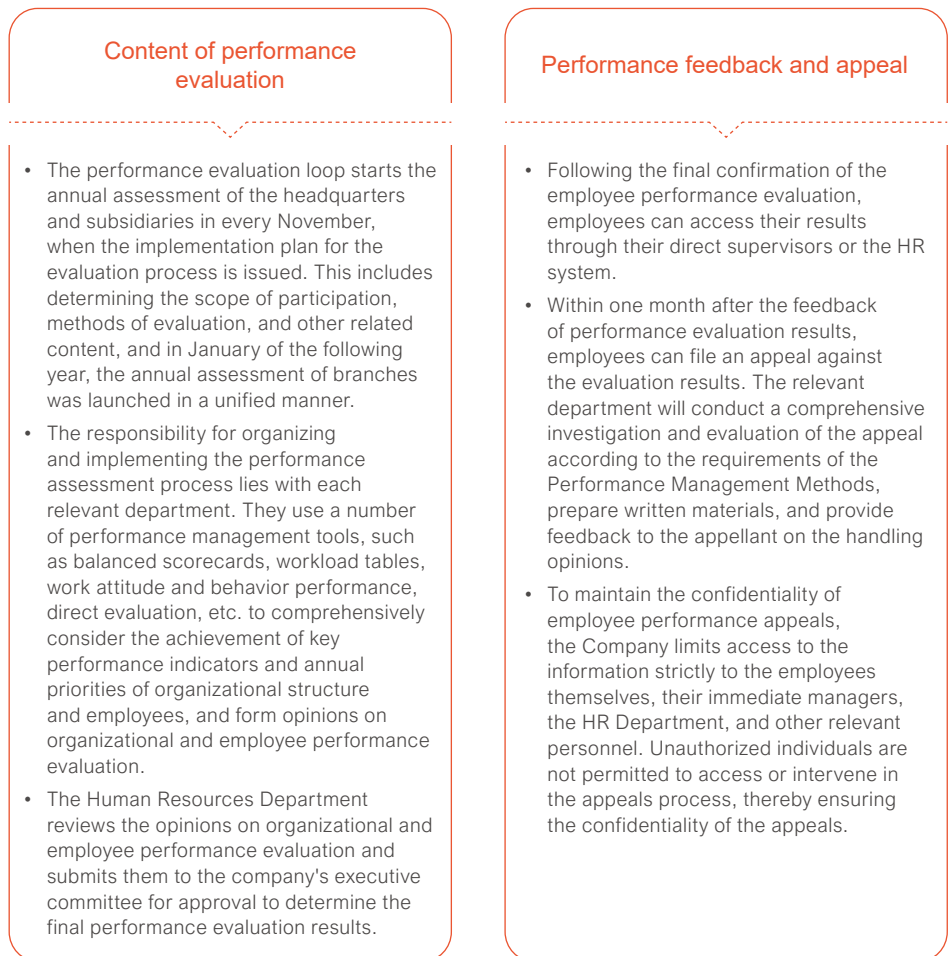 Content of performance
evaluation
• The performance evaluation loop starts the
annual assessment of the headquarters
and subsidiaries in every November,
when the implementation plan for the
evaluation process is issued. This includes
determining the scope of participation,
methods of evaluation, and other related
content, and in January of the following
year, the annual assessment of branches
was launched in a unified manner.
• The responsibility for organizing
and implementing the performance
assessment process lies with each
relevant department. They use a number
of performance management tools, such
as balanced scorecards, workload tables,
work attitude and behavior performance,
direct evaluation, etc. to comprehensively
consider the achievement of key
performance indicators and annual
priorities of organizational structure
and employees, and form opinions on
organizational and employee performance
evaluation.
• The Human Resources Department
reviews the opinions on organizational and
employee performance evaluation and
submits them to the company's executive
committee for approval to determine the
final performance evaluation results.
Performance feedback and appeal
• Following the final confirmation of the
employee performance evaluation,
employees can access their results
through their direct supervisors or the HR
system.
• Within one month after the feedback
of performance evaluation results,
employees can file an appeal against
the evaluation results. The relevant
department will conduct a comprehensive
investigation and evaluation of the appeal
according to the requirements of the
Performance Management Methods,
prepare written materials, and provide
feedback to the appellant on the handling
opinions.
• To maintain the confidentiality of
employee performance appeals,
the Company limits access to the
information strictly to the employees
themselves, their immediate managers,
the HR Department, and other relevant
personnel. Unauthorized individuals are
not permitted to access or intervene in
the appeals process, thereby ensuring
the confidentiality of the appeals.